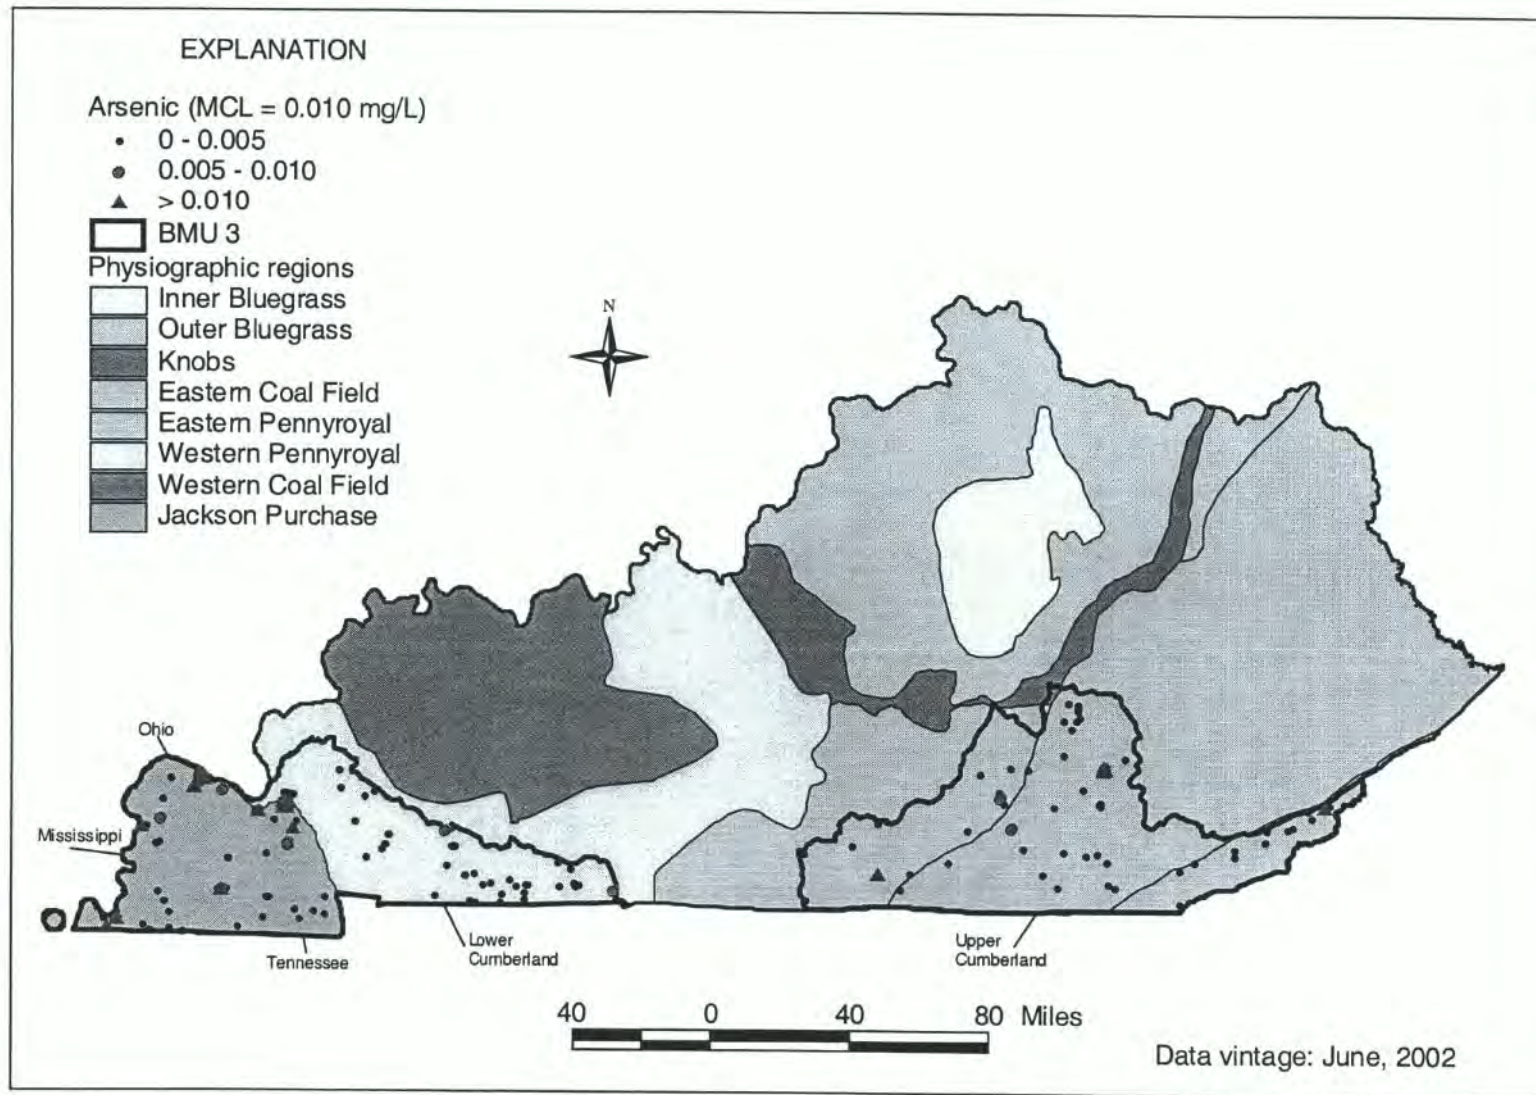 EXPLANATION
Arsenic (MCL = 0.010 mg/L)
0 - 0.005
0.005 - 0.010
> 0.010
BMU 3
Physiographic regions
Inner Bluegrass
Outer Bluegrass
Knobs
Eastern Coal Field
Eastern Pennyroyal
Western Pennyroyal
Western Coal Field
Jackson Purchase
N
Ohio
Mississippi
Tennessee
Lower
Cumberland
Upper
Cumberland
40 0 40 80 Miles
Data vintage: June, 2002